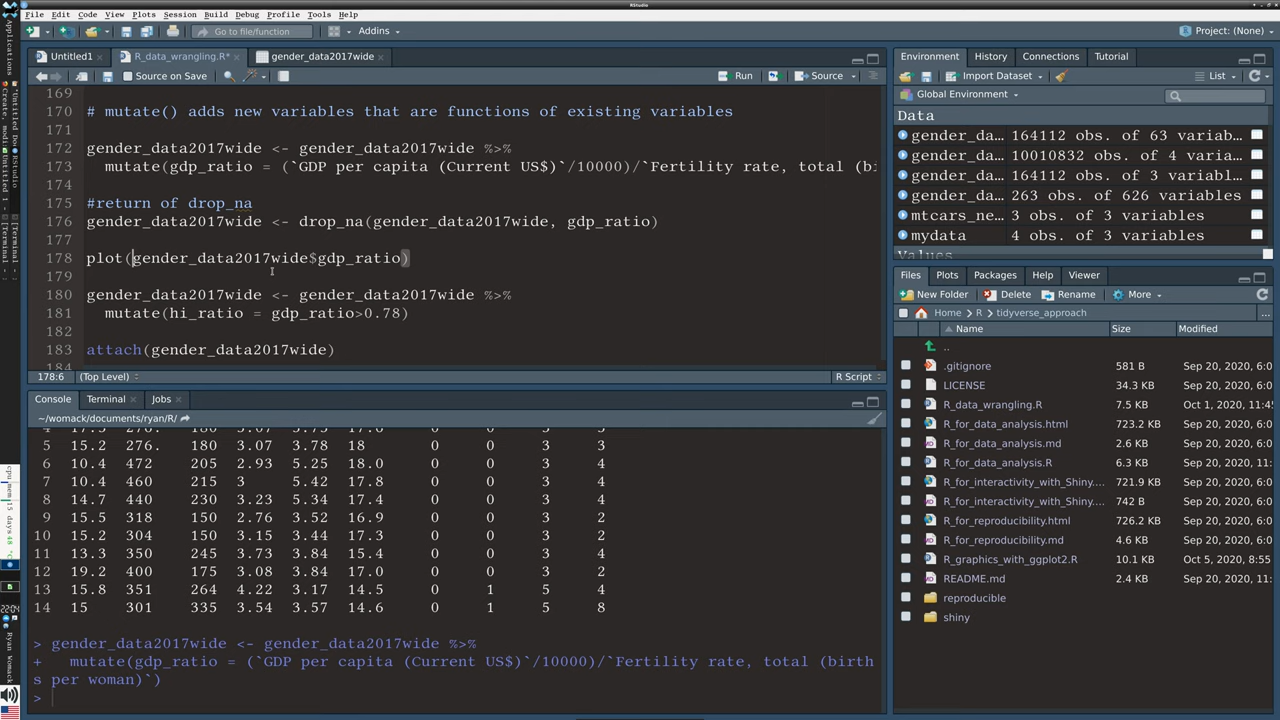 RStudio
File Edit Code View Plots Session Build Debug Profile Tools Help
Go to file/function Addins Project: (None)
Untitled1 R_data_wrangling.R* gender_data2017wide
Source on Save Run Source
169
170 # mutate() adds new variables that are functions of existing variables
171
172 gender_data2017wide <- gender_data2017wide %>%
173 mutate(gdp_ratio = (`GDP per capita (Current US$)`/10000)/`Fertility rate, total (bir
174
175 #return of drop_na
176 gender_data2017wide <- drop_na(gender_data2017wide, gdp_ratio)
177
178 plot(gender_data2017wide$gdp_ratio)
179
180 gender_data2017wide <- gender_data2017wide %>%
181 mutate(hi_ratio = gdp_ratio>0.78)
182
183 attach(gender_data2017wide)
184
178:6 (Top Level) R Script
Console Terminal Jobs
~/womack/documents/ryan/R/
5 15.2 276. 180 3.07 3.78 18 0 0 3 3
6 10.4 472 205 2.93 5.25 18.0 0 0 3 4
7 10.4 460 215 3 5.42 17.8 0 0 3 4
8 14.7 440 230 3.23 5.34 17.4 0 0 3 4
9 15.5 318 150 2.76 3.52 16.9 0 0 3 2
10 15.2 304 150 3.15 3.44 17.3 0 0 3 2
11 13.3 350 245 3.73 3.84 15.4 0 0 3 4
12 19.2 400 175 3.08 3.84 17.0 0 0 3 2
13 15.8 351 264 4.22 3.17 14.5 0 1 5 4
14 15 301 335 3.54 3.57 14.6 0 1 5 8
> gender_data2017wide <- gender_data2017wide %>%
+ mutate(gdp_ratio = (`GDP per capita (Current US$)`/10000)/`Fertility rate, total (birth
s per woman)`)
>
Environment History Connections Tutorial
Import Dataset List
Global Environment
Data
gender_da… 164112 obs. of 63 variab…
gender_da… 10010832 obs. of 4 varia…
gender_da… 164112 obs. of 3 variabl…
gender_da… 263 obs. of 626 variables
mtcars_ne… 3 obs. of 3 variables
mydata 4 obs. of 3 variables
Values
Files Plots Packages Help Viewer
New Folder Delete Rename More
Home R tidyverse_approach ...
Name Size Modified
..
.gitignore 581 B Sep 20, 2020, 6:0
LICENSE 34.3 KB Sep 20, 2020, 6:0
R_data_wrangling.R 7.5 KB Oct 1, 2020, 11:45
R_for_data_analysis.html 723.2 KB Sep 20, 2020, 6:0
R_for_data_analysis.md 2.6 KB Sep 20, 2020, 6:0
R_for_data_analysis.R 6.3 KB Sep 20, 2020, 11:
R_for_interactivity_with_Shiny.... 721.9 KB Sep 20, 2020, 6:0
R_for_interactivity_with_Shiny.... 742 B Sep 20, 2020, 6:0
R_for_reproducibility.html 726.2 KB Sep 20, 2020, 6:0
R_for_reproducibility.md 4.6 KB Sep 20, 2020, 6:0
R_graphics_with_ggplot2.R 10.1 KB Oct 5, 2020, 8:55
README.md 2.4 KB Sep 20, 2020, 11:
reproducible
shiny
Applications
RStudio
[Terminal]
[Terminal]
15 days
22:04
Ryan Womack